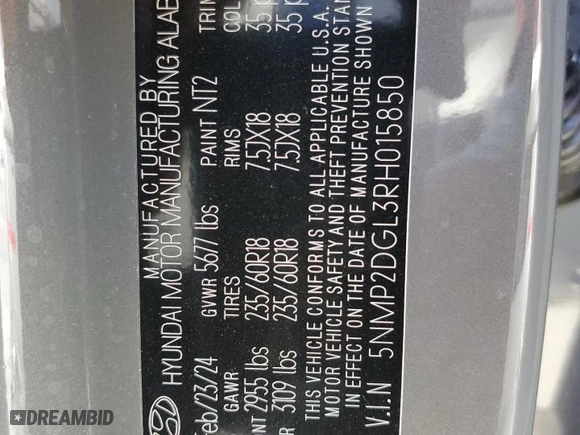 MANUFACTURED BY
HYUNDAI MOTOR MANUFACTURING ALAB
Feb/23/24 GVWR 5677 lbs PAINT NT2 TRIM
GAWR TIRES RIMS COL
NT 2955 lbs 235/60R18 7.5JX18 35 p
R 3109 lbs 235/60R18 7.5JX18 35 p
THIS VEHICLE CONFORMS TO ALL APPLICABLE U.S.A.
MOTOR VEHICLE SAFETY AND THEFT PREVENTION STAN
IN EFFECT ON THE DATE OF MANUFACTURE SHOWN
V.I.N 5NMP2DGL3RH015850
DREAMBID